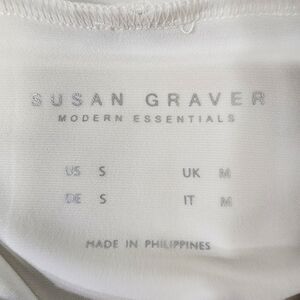 SUSAN GRAVER
MODERN ESSENTIALS
US S UK M
DE S IT M
MADE IN PHILIPPINES